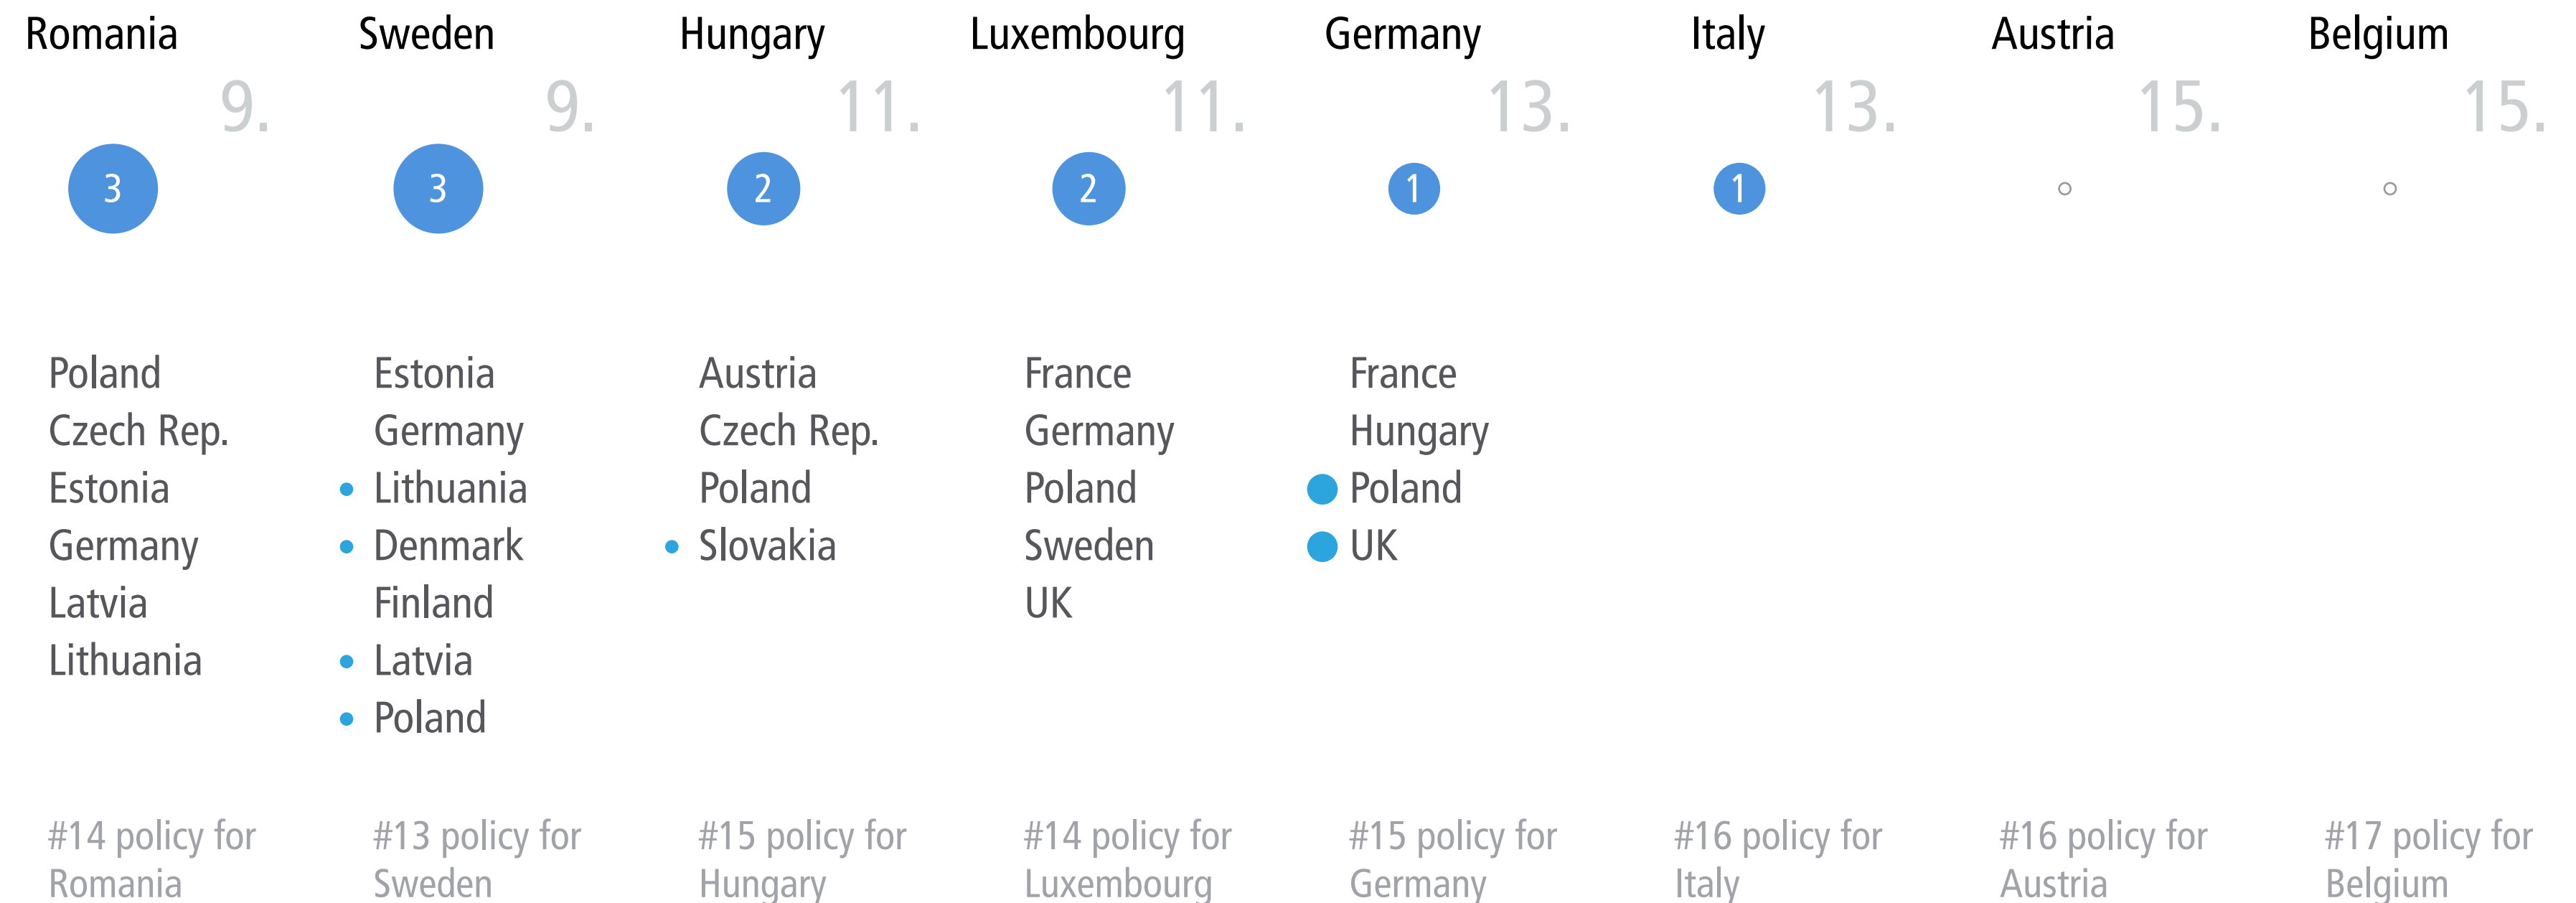 Romania
9.
3
Poland
Czech Rep.
Estonia
Germany
Latvia
Lithuania
#14 policy for
Romania
Sweden
9.
3
Estonia
Germany
Lithuania
Denmark
Finland
Latvia
Poland
#13 policy for
Sweden
Hungary
11.
2
Austria
Czech Rep.
Poland
Slovakia
#15 policy for
Hungary
Luxembourg
11.
2
France
Germany
Poland
Sweden
UK
#14 policy for
Luxembourg
Germany
13.
1
France
Hungary
Poland
UK
#15 policy for
Germany
Italy
13.
1
#16 policy for
Italy
Austria
15.
#16 policy for
Austria
Belgium
15.
#17 policy for
Belgium